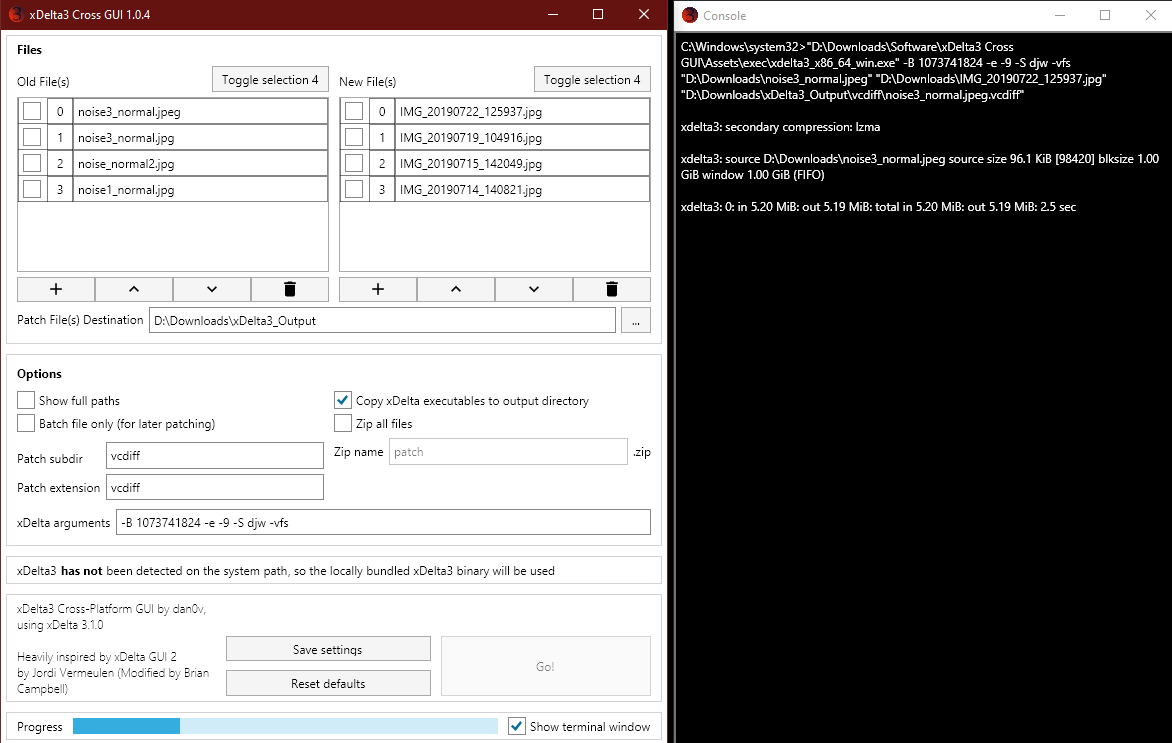 xDelta3 Cross GUI 1.0.4
Files
Old File(s)
Toggle selection 4
0 noise3_normal.jpeg
1 noise3_normal.jpg
2 noise_normal2.jpg
3 noise1_normal.jpg
New File(s)
Toggle selection 4
0 IMG_20190722_125937.jpg
1 IMG_20190719_104916.jpg
2 IMG_20190715_142049.jpg
3 IMG_20190714_140821.jpg
Patch File(s) Destination D:\Downloads\xDelta3_Output ...
Options
Show full paths
Copy xDelta executables to output directory
Batch file only (for later patching)
Zip all files
Patch subdir vcdiff
Zip name patch .zip
Patch extension vcdiff
xDelta arguments -B 1073741824 -e -9 -S djw -vfs
xDelta3 has not been detected on the system path, so the locally bundled xDelta3 binary will be used
xDelta3 Cross-Platform GUI by dan0v,
using xDelta 3.1.0
Heavily inspired by xDelta GUI 2
by Jordi Vermeulen (Modified by Brian
Campbell)
Save settings
Reset defaults
Go!
Progress
Show terminal window
Console
C:\Windows\system32>"D:\Downloads\Software\xDelta3 Cross
GUI\Assets\exec\xdelta3_x86_64_win.exe" -B 1073741824 -e -9 -S djw -vfs
"D:\Downloads\noise3_normal.jpeg" "D:\Downloads\IMG_20190722_125937.jpg"
"D:\Downloads\xDelta3_Output\vcdiff\noise3_normal.jpeg.vcdiff"
xdelta3: secondary compression: lzma
xdelta3: source D:\Downloads\noise3_normal.jpeg source size 96.1 KiB [98420] blksize 1.00
GiB window 1.00 GiB (FIFO)
xdelta3: 0: in 5.20 MiB: out 5.19 MiB: total in 5.20 MiB: out 5.19 MiB: 2.5 sec